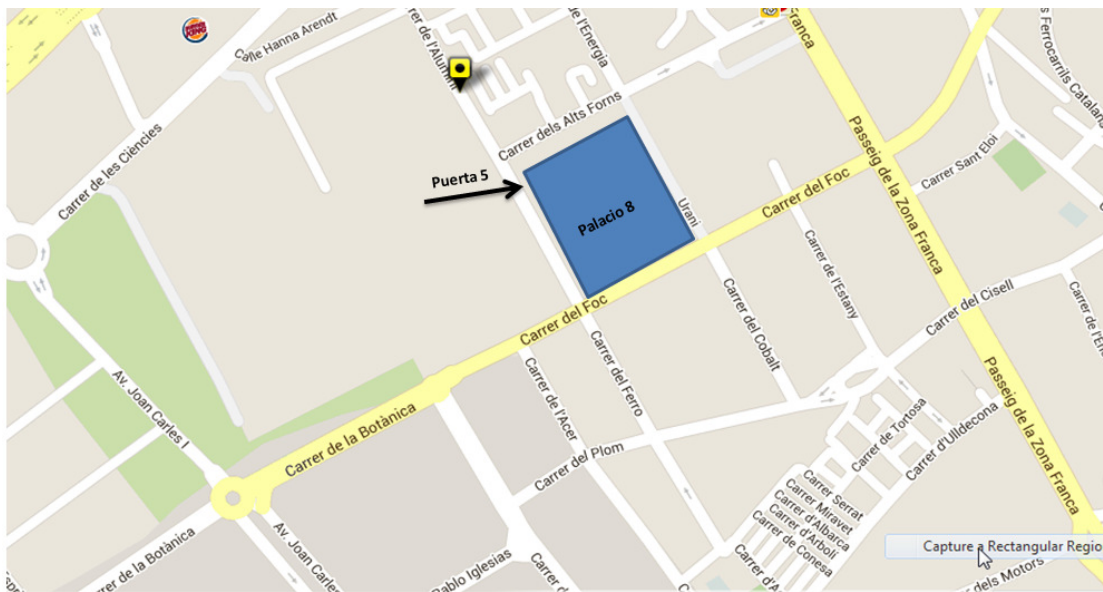 Calle Hanna Arendt
er de l'Alumini
er de l'Energia
Franca
s Ferrocarrils Catalans
Carrer de les Ciències
Carrer dels Alts Forns
Passeig de la Zona Franca
Carrer Sant Eloi
Puerta 5
Palacio 8
Urani
Carrer del Foc
Carrer de l'Estany
Carrer del Foc
Carrer del Cobalt
Carrer del Cisell
Carrer de l'En
Av. Joan Carles I
Carrer de l'Acer
Carrer del Ferro
Passeig de la Zona Franca
Carrer de la Botànica
Carrer del Plom
Carrer de Tortosa
Carrer d'Ulldecona
Carrer Serrat
Carrer Miravet
Carrer d'Albarca
Carrer d'Arbolí
Carrer de Conesa
Carrer d'A
Av. Joan Carles
er de la Botànica
Pablo Iglesias
Carrer d
Capture a Rectangular Regio
dels Motors